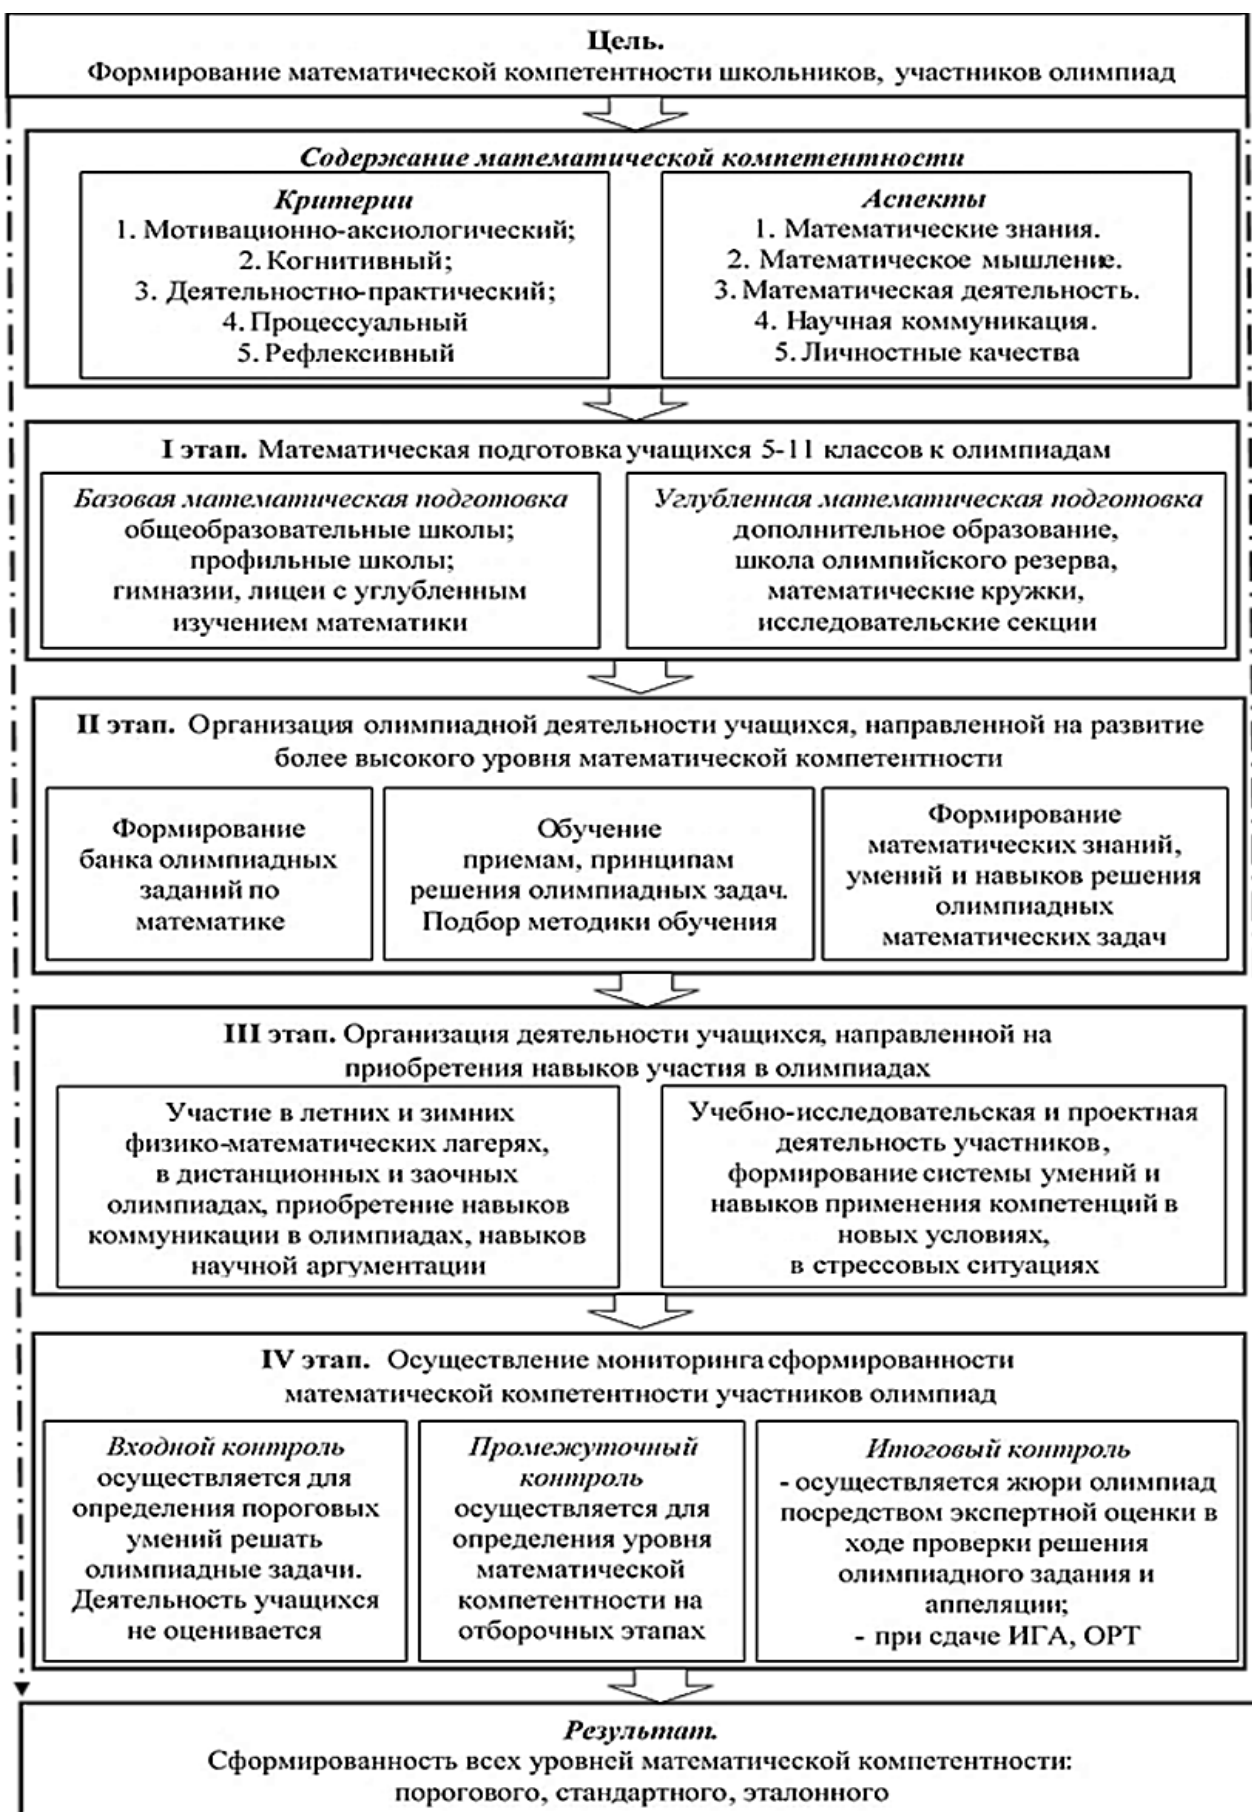 Цель.
Формирование математической компетентности школьников, участников олимпиад
Содержание математической компетентности
Критерии
1. Мотивационно-аксиологический;
2. Когнитивный;
3. Деятельностно-практический;
4. Процессуальный
5. Рефлексивный
Аспекты
1. Математические знания.
2. Математическое мышление.
3. Математическая деятельность.
4. Научная коммуникация.
5. Личностные качества
I этап. Математическая подготовка учащихся 5-11 классов к олимпиадам
Базовая математическая подготовка
общеобразовательные школы;
профильные школы;
гимназии, лицеи с углубленным
изучением математики
Углубленная математическая подготовка
дополнительное образование,
школа олимпийского резерва,
математические кружки,
исследовательские секции
II этап. Организация олимпиадной деятельности учащихся, направленной на развитие
более высокого уровня математической компетентности
Формирование
банка олимпиадных
заданий по
математике
Обучение
приемам, принципам
решения олимпиадных задач.
Подбор методики обучения
Формирование
математических знаний,
умений и навыков решения
олимпиадных
математических задач
III этап. Организация деятельности учащихся, направленной на
приобретения навыков участия в олимпиадах
Участие в летних и зимних
физико-математических лагерях,
в дистанционных и заочных
олимпиадах, приобретение навыков
коммуникации в олимпиадах, навыков
научной аргументации
Учебно-исследовательская и проектная
деятельность участников,
формирование системы умений и
навыков применения компетенций в
новых условиях,
в стрессовых ситуациях
IV этап. Осуществление мониторинга сформированности
математической компетентности участников олимпиад
Входной контроль
осуществляется для
определения пороговых
умений решать
олимпиадные задачи.
Деятельность учащихся
не оценивается
Промежуточный
контроль
осуществляется для
определения уровня
математической
компетентности на
отборочных этапах
Итоговый контроль
- осуществляется жюри олимпиад
посредством экспертной оценки в
ходе проверки решения
олимпиадного задания и
аппеляции;
- при сдаче ИГА, ОРТ
Результат.
Сформированность всех уровней математической компетентности:
порогового, стандартного, эталонного